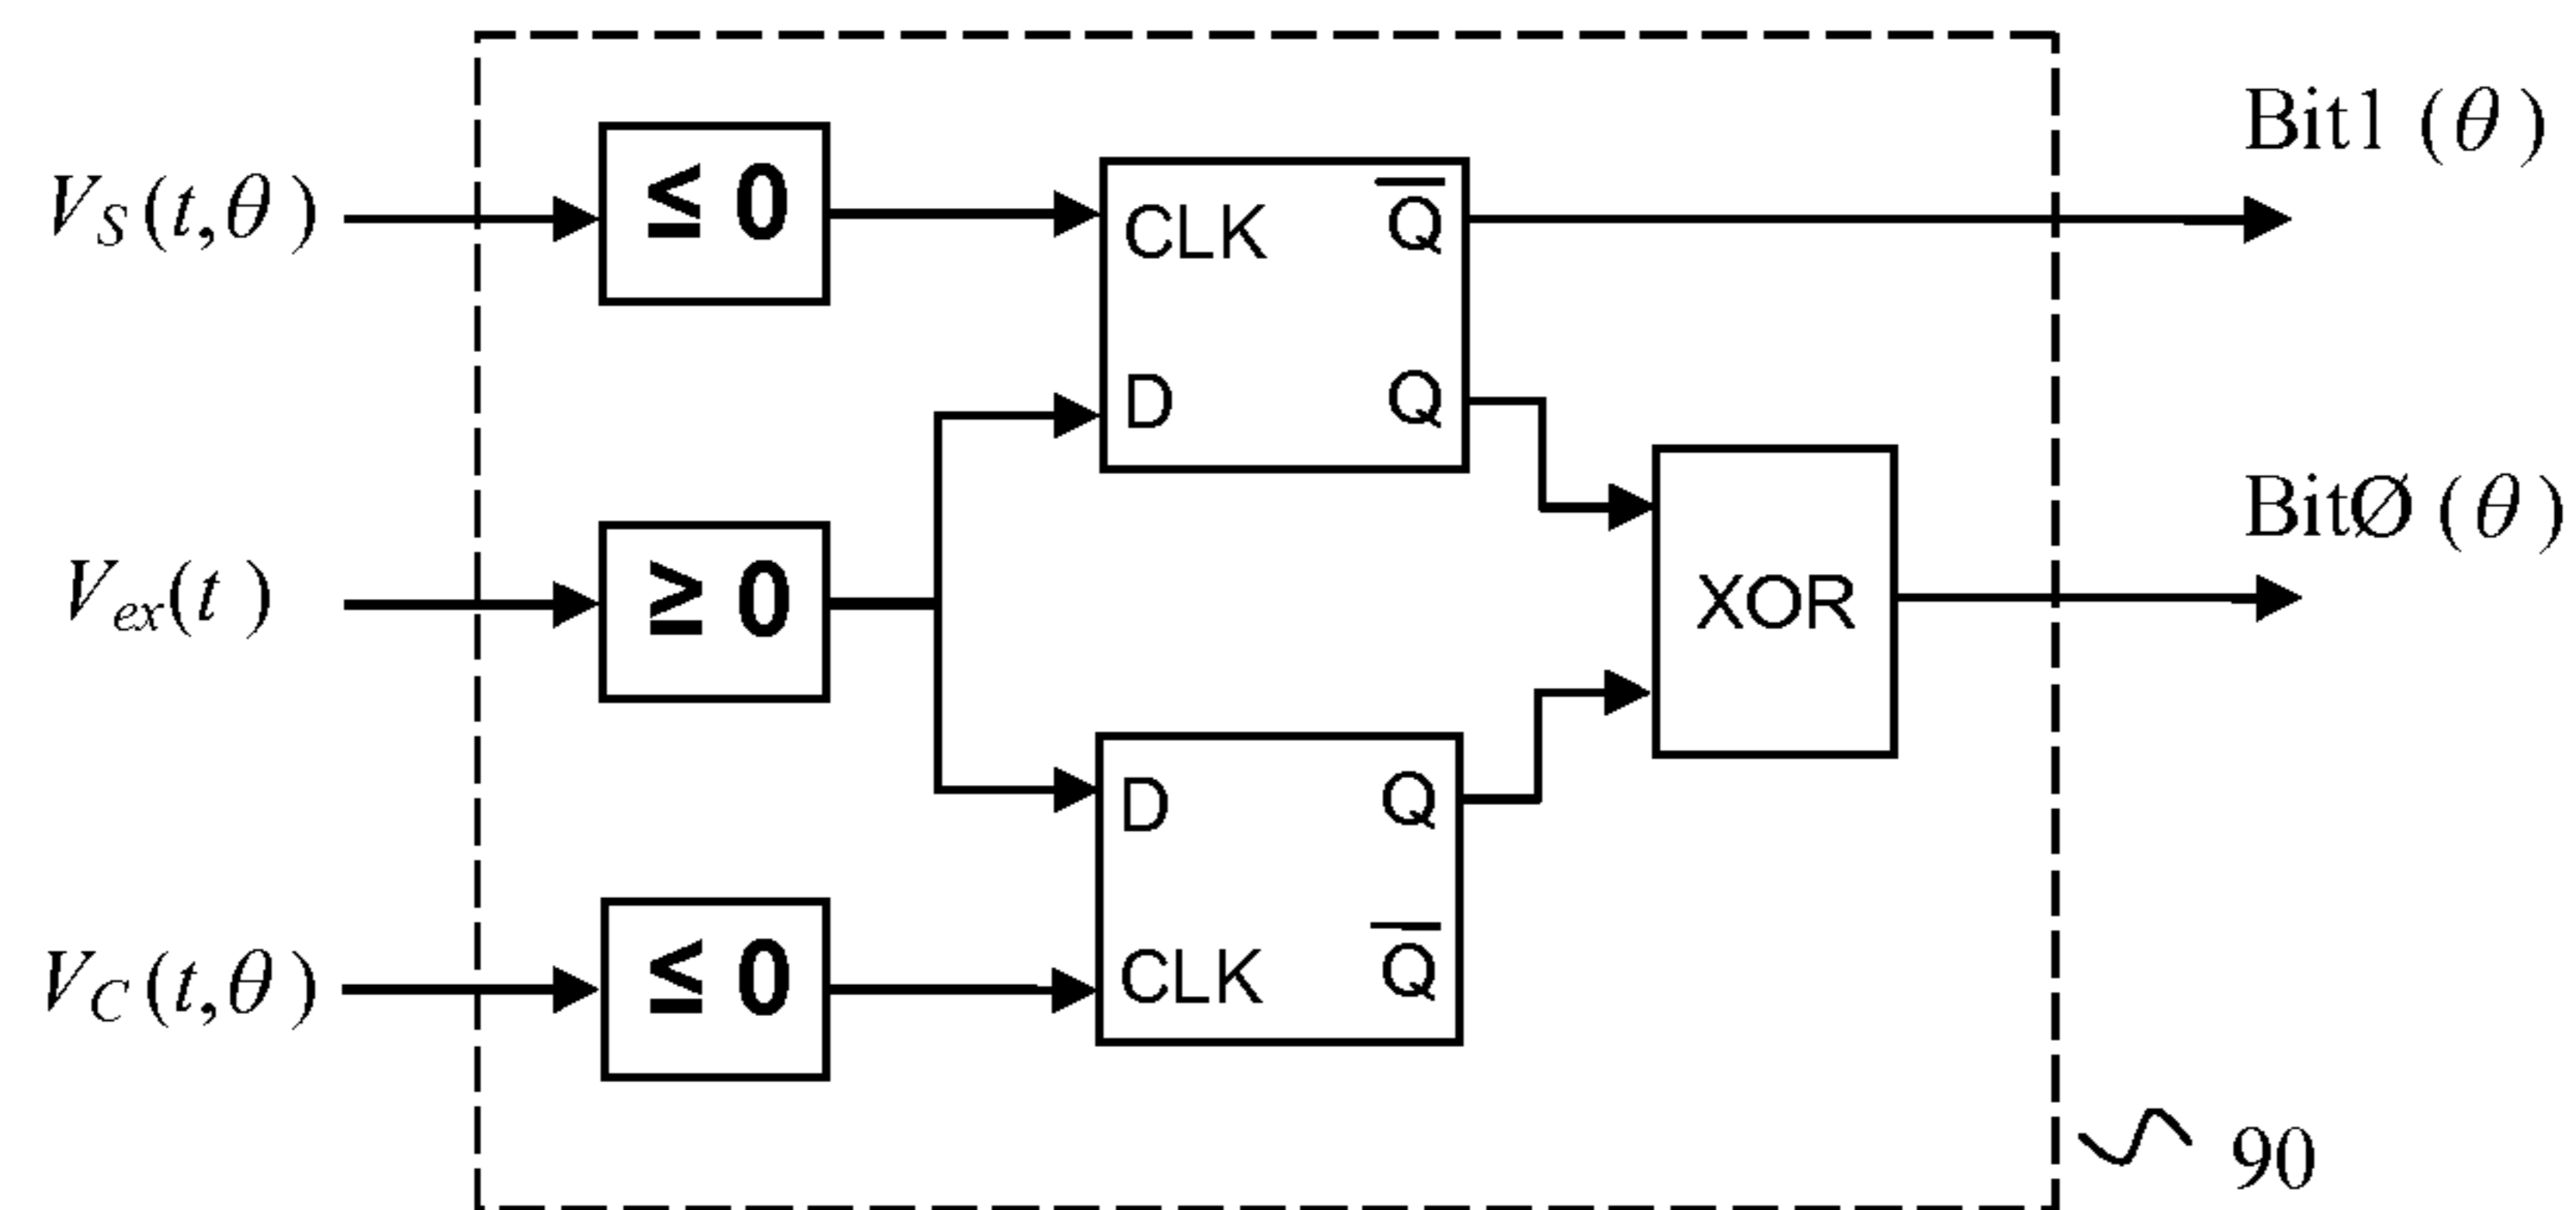 V_S(t,θ)
≤ 0
CLK
Q̅
D
Q
Bit1 (θ)
V_ex(t)
≥ 0
XOR
BitØ (θ)
V_C(t,θ)
≤ 0
D
Q
CLK
Q̅
90